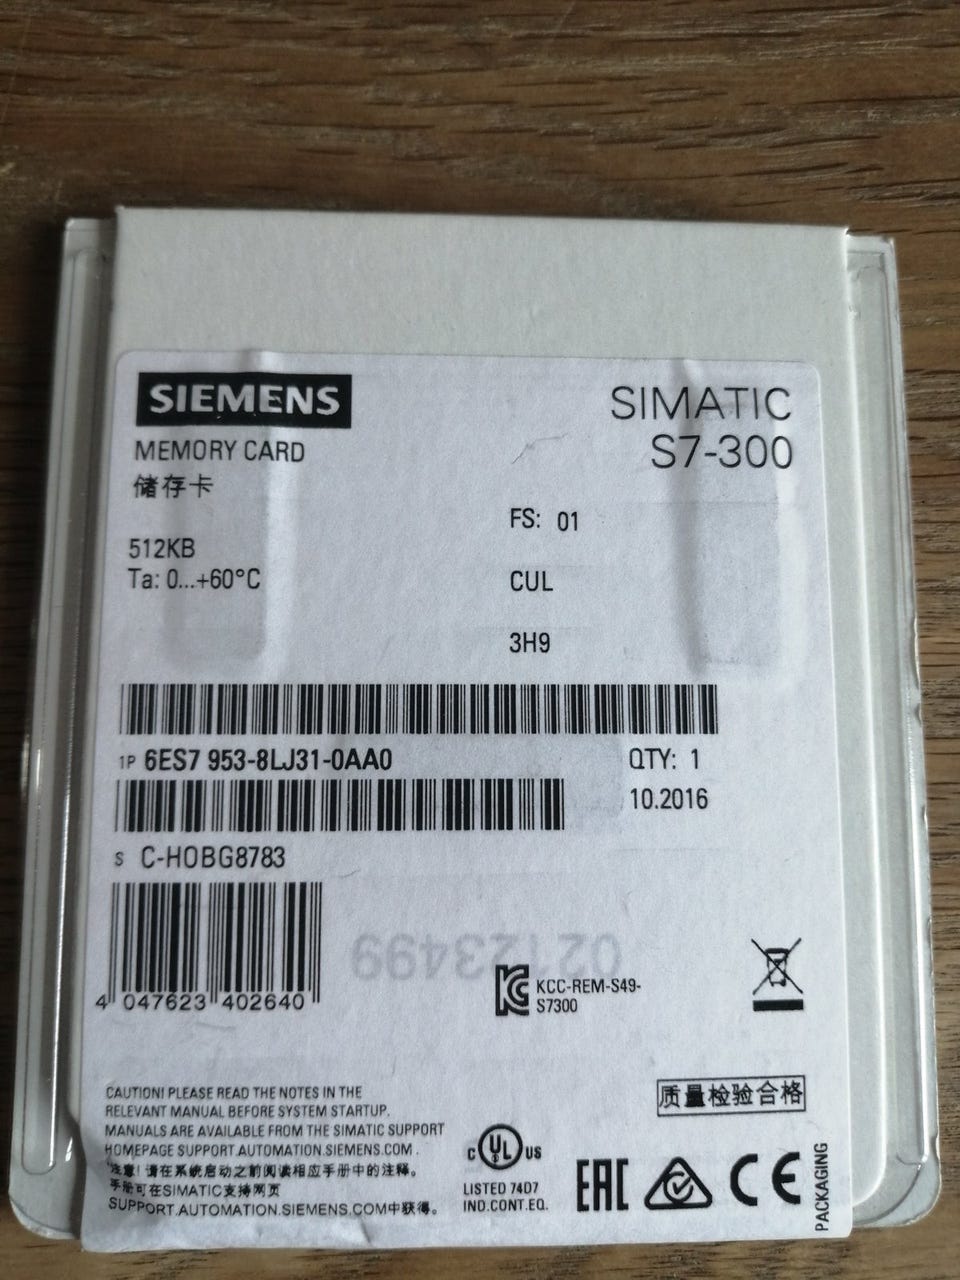 SIEMENS
SIMATIC
S7-300
MEMORY CARD
储存卡
512KB
Ta: 0...+60°C
FS: 01
CUL
3H9
1P 6ES7 953-8LJ31-0AA0
QTY: 1
10.2016
S C-H0BG8783
4 047623 402640
02123499
KCC-REM-S49-
S7300
质量检验合格
CAUTION! PLEASE READ THE NOTES IN THE
RELEVANT MANUAL BEFORE SYSTEM STARTUP.
MANUALS ARE AVAILABLE FROM THE SIMATIC SUPPORT
HOMEPAGE SUPPORT.AUTOMATION.SIEMENS.COM .
注意! 请在系统启动之前阅读相应手册中的注释。
手册可在SIMATIC支持网页
SUPPORT.AUTOMATION.SIEMENS.COM中获得。
C UL US
LISTED 74D7
IND.CONT.EQ.
EAC
CE
PACKAGING